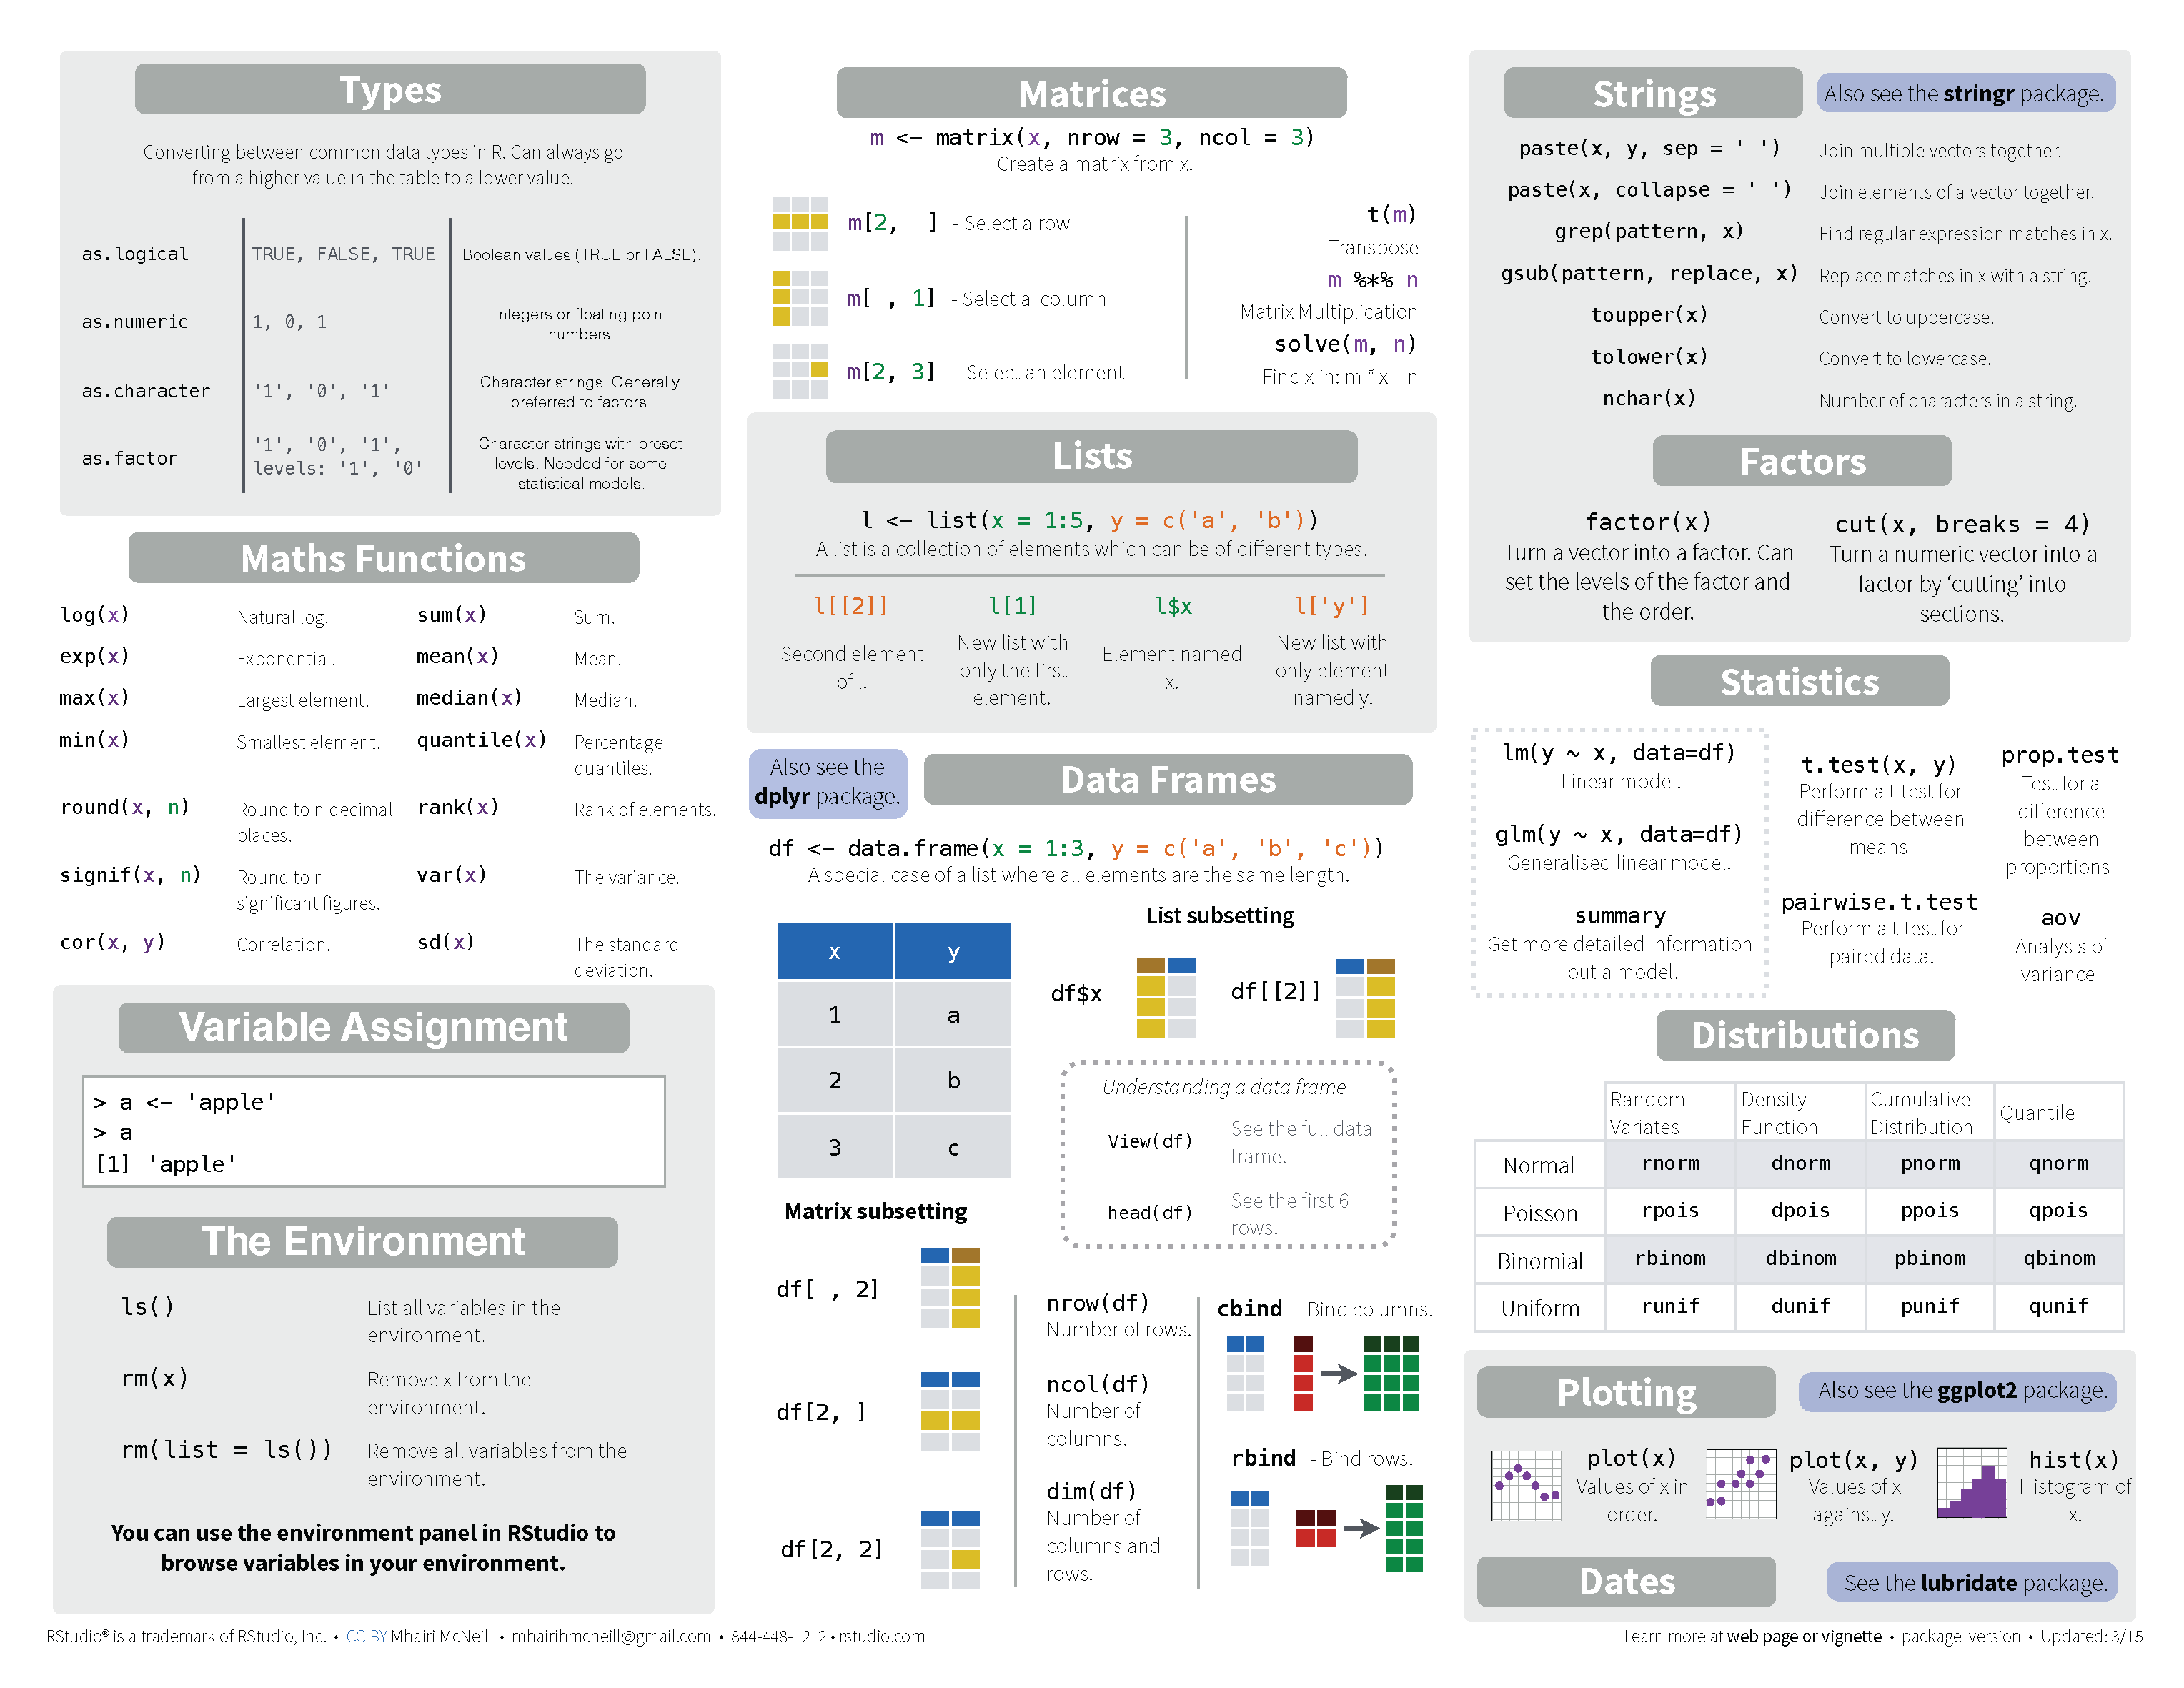 Types
Converting between common data types in R. Can always go
from a higher value in the table to a lower value.
as.logical
TRUE, FALSE, TRUE
Boolean values (TRUE or FALSE).
as.numeric
1, 0, 1
Integers or floating point
numbers.
as.character
'1', '0', '1'
Character strings. Generally
preferred to factors.
as.factor
'1', '0', '1',
levels: '1', '0'
Character strings with preset
levels. Needed for some
statistical models.
Maths Functions
log(x)
Natural log.
sum(x)
Sum.
exp(x)
Exponential.
mean(x)
Mean.
max(x)
Largest element.
median(x)
Median.
min(x)
Smallest element.
quantile(x)
Percentage
quantiles.
round(x, n)
Round to n decimal
places.
rank(x)
Rank of elements.
signif(x, n)
Round to n
significant figures.
var(x)
The variance.
cor(x, y)
Correlation.
sd(x)
The standard
deviation.
Variable Assignment
> a <- 'apple'
> a
[1] 'apple'
The Environment
ls()
List all variables in the
environment.
rm(x)
Remove x from the
environment.
rm(list = ls())
Remove all variables from the
environment.
You can use the environment panel in RStudio to
browse variables in your environment.
Matrices
m <- matrix(x, nrow = 3, ncol = 3)
Create a matrix from x.
m[2, ] - Select a row
m[ , 1] - Select a column
m[2, 3] - Select an element
t(m)
Transpose
m %*% n
Matrix Multiplication
solve(m, n)
Find x in: m * x = n
Lists
l <- list(x = 1:5, y = c('a', 'b'))
A list is a collection of elements which can be of different types.
l[[2]]
Second element
of l.
l[1]
New list with
only the first
element.
l$x
Element named
x.
l['y']
New list with
only element
named y.
Also see the
dplyr package.
Data Frames
df <- data.frame(x = 1:3, y = c('a', 'b', 'c'))
A special case of a list where all elements are the same length.
x y
1 a
2 b
3 c
List subsetting
df$x
df[[2]]
Understanding a data frame
View(df)
See the full data
frame.
head(df)
See the first 6
rows.
Matrix subsetting
df[ , 2]
df[2, ]
df[2, 2]
nrow(df)
Number of rows.
ncol(df)
Number of
columns.
dim(df)
Number of
columns and
rows.
cbind - Bind columns.
rbind - Bind rows.
Strings
Also see the stringr package.
paste(x, y, sep = ' ')
Join multiple vectors together.
paste(x, collapse = ' ')
Join elements of a vector together.
grep(pattern, x)
Find regular expression matches in x.
gsub(pattern, replace, x)
Replace matches in x with a string.
toupper(x)
Convert to uppercase.
tolower(x)
Convert to lowercase.
nchar(x)
Number of characters in a string.
Factors
factor(x)
Turn a vector into a factor. Can
set the levels of the factor and
the order.
cut(x, breaks = 4)
Turn a numeric vector into a
factor by ‘cutting’ into
sections.
Statistics
lm(y ~ x, data=df)
Linear model.
glm(y ~ x, data=df)
Generalised linear model.
summary
Get more detailed information
out a model.
t.test(x, y)
Perform a t-test for
difference between
means.
pairwise.t.test
Perform a t-test for
paired data.
prop.test
Test for a
difference
between
proportions.
aov
Analysis of
variance.
Distributions
Random
Variates
Density
Function
Cumulative
Distribution
Quantile
Normal rnorm dnorm pnorm qnorm
Poisson rpois dpois ppois qpois
Binomial rbinom dbinom pbinom qbinom
Uniform runif dunif punif qunif
Plotting
Also see the ggplot2 package.
plot(x)
Values of x in
order.
plot(x, y)
Values of x
against y.
hist(x)
Histogram of
x.
Dates
See the lubridate package.
RStudio® is a trademark of RStudio, Inc. • CC BY Mhairi McNeill • mhairihmcneill@gmail.com • 844-448-1212 • rstudio.com
Learn more at web page or vignette • package version • Updated: 3/15